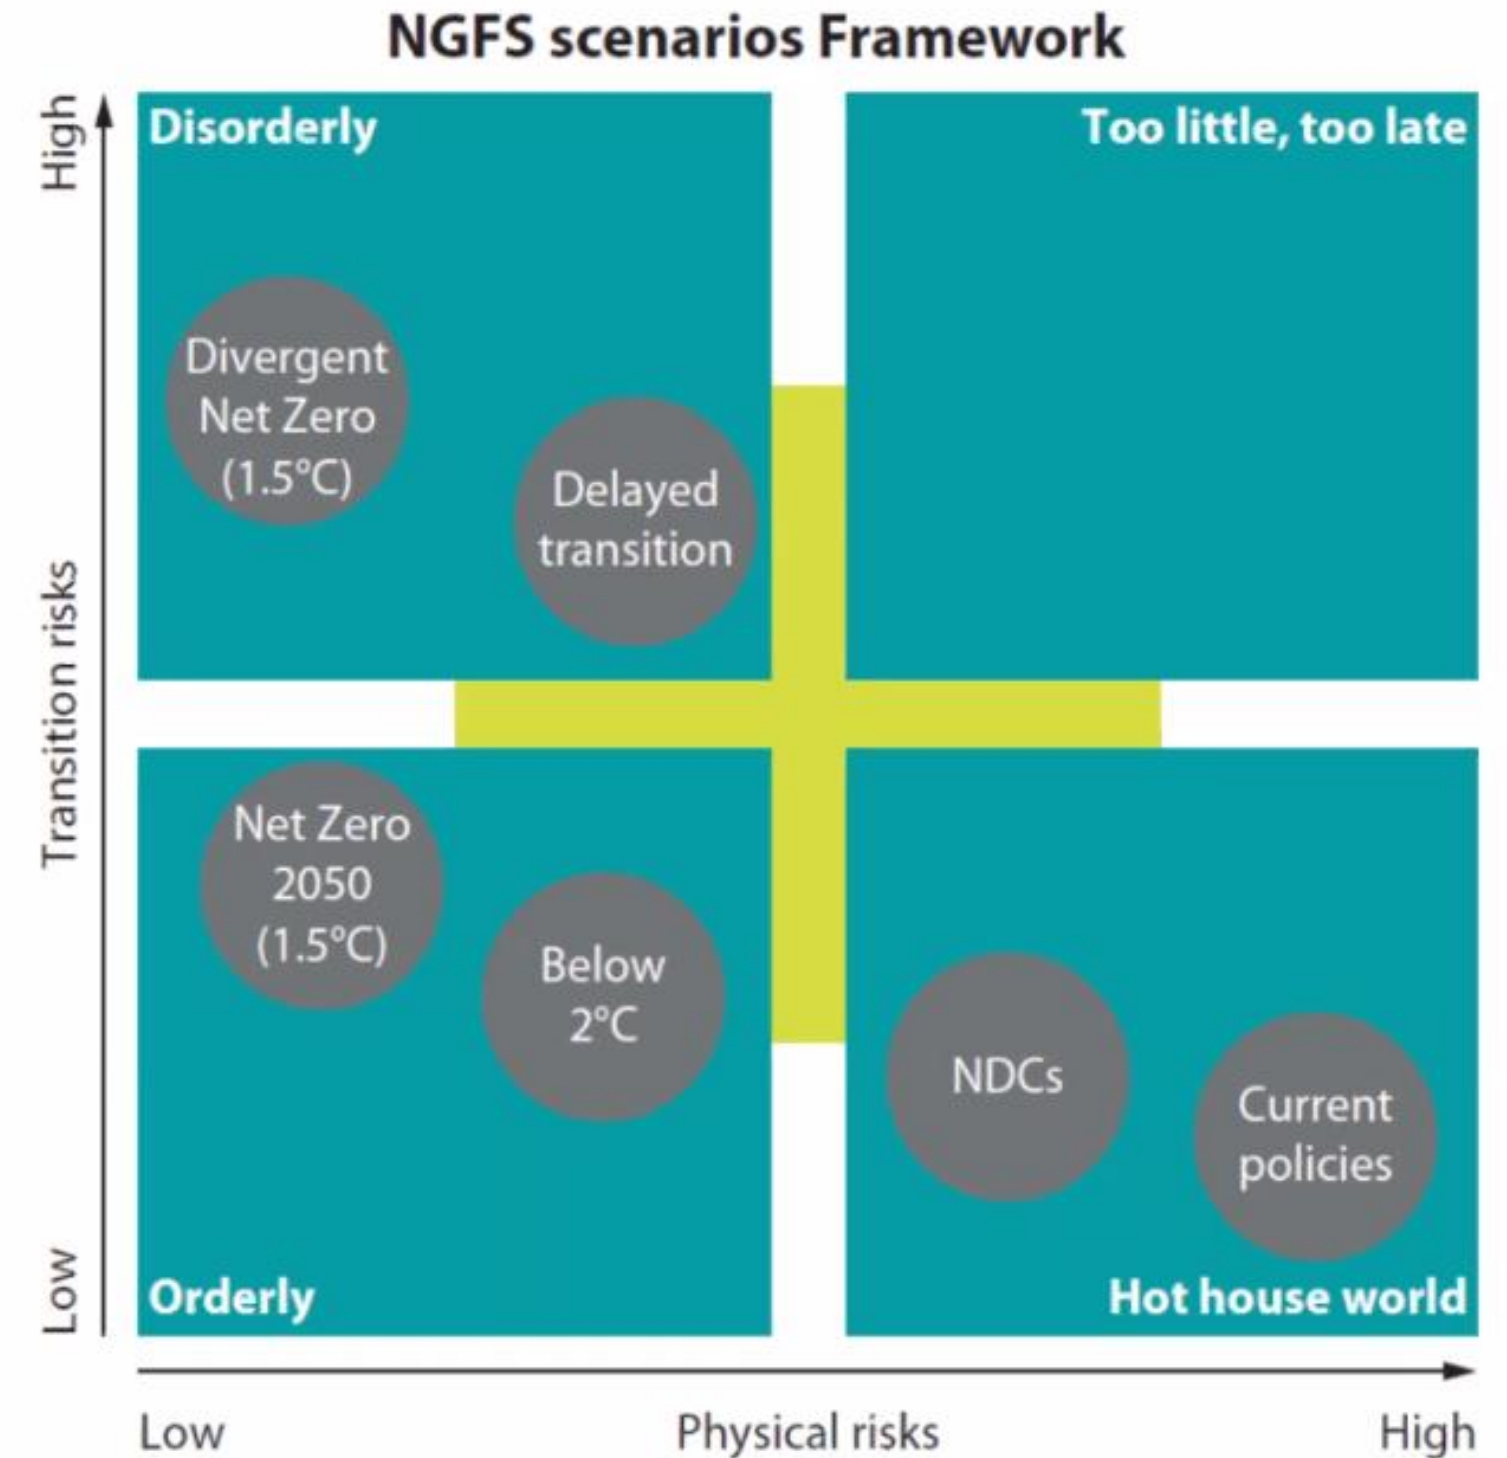 NGFS scenarios Framework
High
Disorderly
Too little, too late
Divergent
Net Zero
(1.5°C)
Delayed
transition
Transition risks
Net Zero
2050
(1.5°C)
Below
2°C
NDCs
Current
policies
Low
Orderly
Hot house world
Low
Physical risks
High